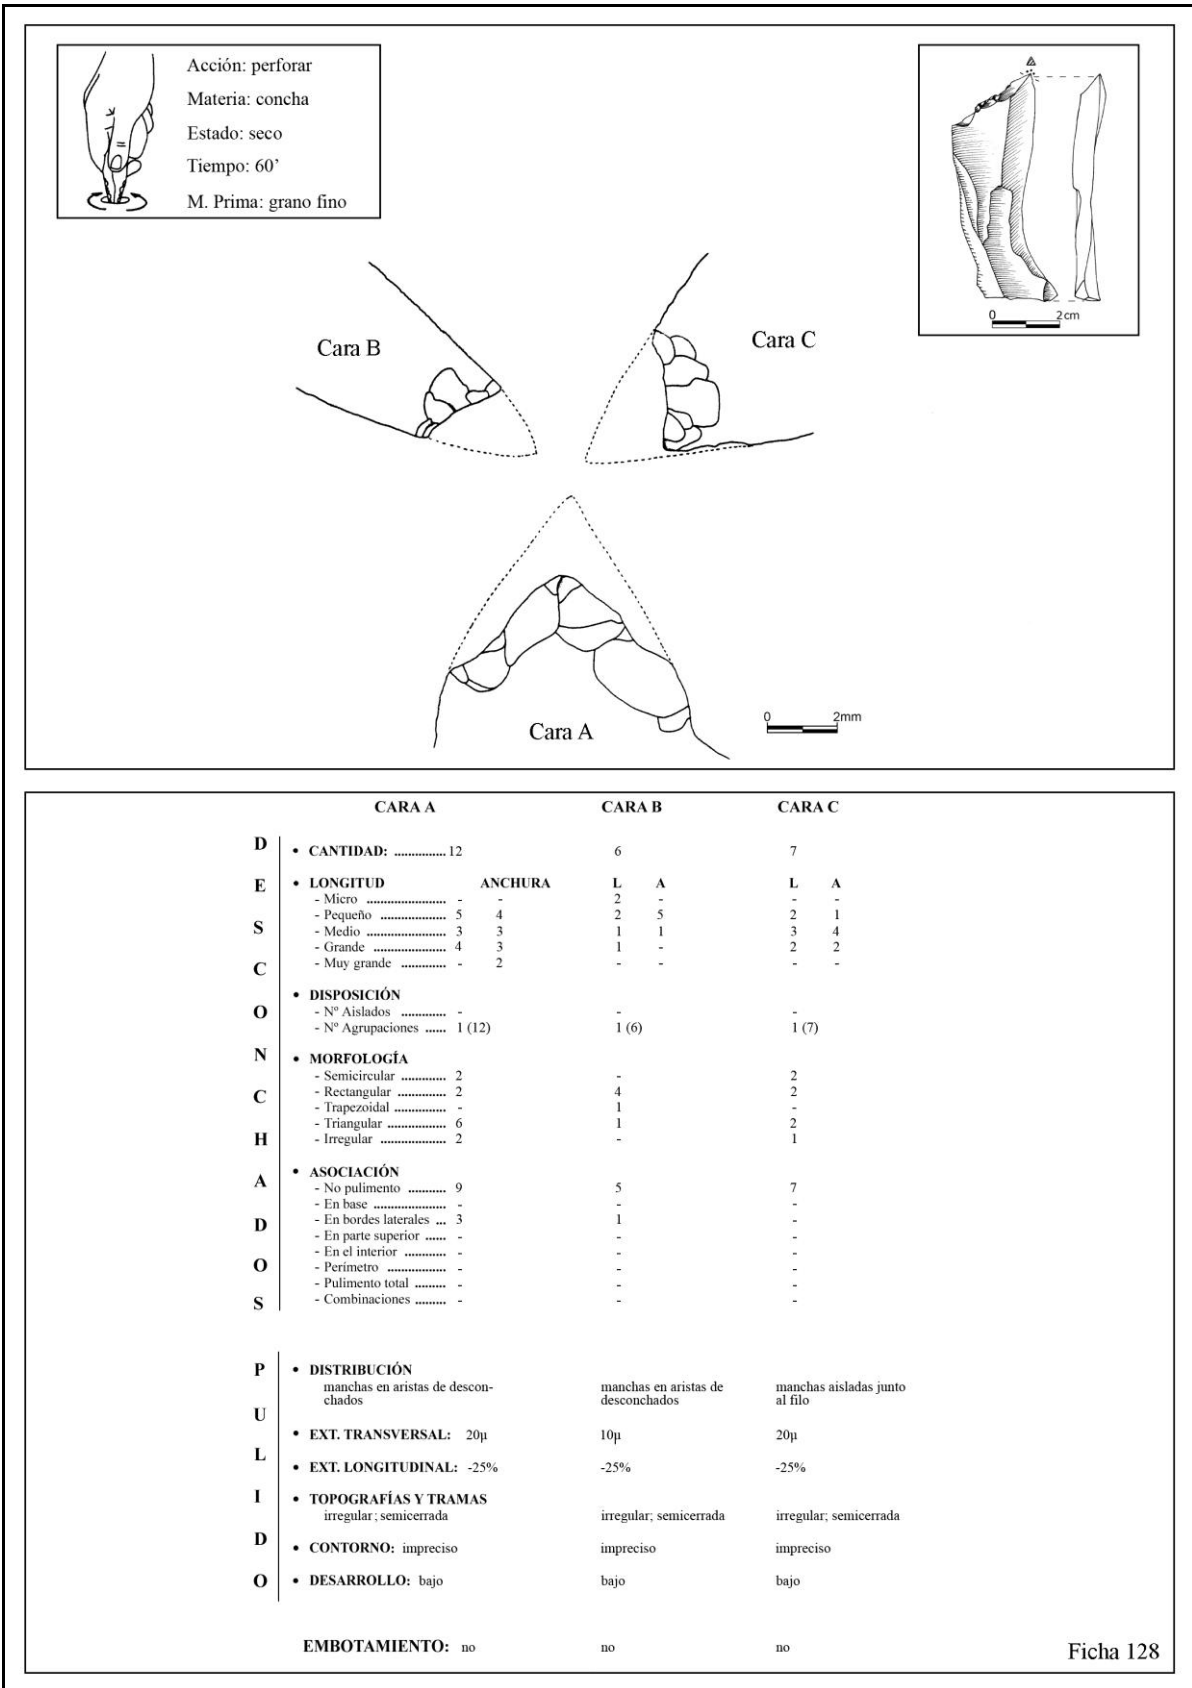 Acción: perforar
Materia: concha
Estado: seco
Tiempo: 60’
M. Prima: grano fino
0 2cm
Cara B
Cara C
Cara A
0 2mm
CARA A CARA B CARA C
DESCONCHADOS
• CANTIDAD: ............... 12 6 7
• LONGITUD ANCHURA L A L A
- Micro ....................... - - 2 - - -
- Pequeño ................... 5 4 2 5 2 1
- Medio ....................... 3 3 1 1 3 4
- Grande ..................... 4 3 1 - 2 2
- Muy grande ............. - 2 - - - -
• DISPOSICIÓN
- Nº Aislados ............. - - -
- Nº Agrupaciones ...... 1 (12) 1 (6) 1 (7)
• MORFOLOGÍA
- Semicircular ............. 2 - 2
- Rectangular ............. 2 4 2
- Trapezoidal ............... - 1 -
- Triangular ................ 6 1 2
- Irregular ................... 2 - 1
• ASOCIACIÓN
- No pulimento ........... 9 5 7
- En base ..................... - - -
- En bordes laterales ... 3 1 -
- En parte superior ...... - - -
- En el interior ............ - - -
- Perímetro ................. - - -
- Pulimento total ......... - - -
- Combinaciones ......... - - -
PULIDO
• DISTRIBUCIÓN
manchas en aristas de descon- manchas en aristas de manchas aisladas junto
chados desconchados al filo
• EXT. TRANSVERSAL: 20µ 10µ 20µ
• EXT. LONGITUDINAL: -25% -25% -25%
• TOPOGRAFÍAS Y TRAMAS
irregular; semicerrada irregular; semicerrada irregular; semicerrada
• CONTORNO: impreciso impreciso impreciso
• DESARROLLO: bajo bajo bajo
EMBOTAMIENTO: no no no
Ficha 128